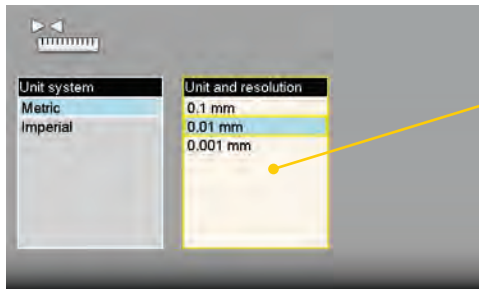 Unit system
Metric
Imperial
Unit and resolution
0.1 mm
0.01 mm
0.001 mm